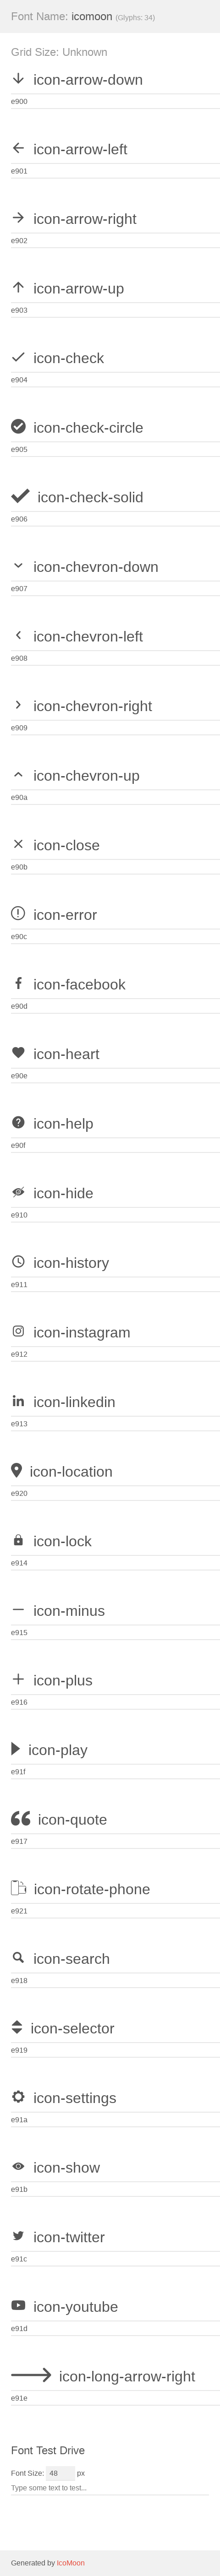 Font Name: icomoon (Glyphs: 34)
Grid Size: Unknown
icon-arrow-down
e900
icon-arrow-left
e901
icon-arrow-right
e902
icon-arrow-up
e903
icon-check
e904
icon-check-circle
e905
icon-check-solid
e906
icon-chevron-down
e907
icon-chevron-left
e908
icon-chevron-right
e909
icon-chevron-up
e90a
icon-close
e90b
icon-error
e90c
icon-facebook
e90d
icon-heart
e90e
icon-help
e90f
icon-hide
e910
icon-history
e911
icon-instagram
e912
icon-linkedin
e913
icon-location
e920
icon-lock
e914
icon-minus
e915
icon-plus
e916
icon-play
e91f
icon-quote
e917
icon-rotate-phone
e921
icon-search
e918
icon-selector
e919
icon-settings
e91a
icon-show
e91b
icon-twitter
e91c
icon-youtube
e91d
icon-long-arrow-right
e91e
Font Test Drive
Font Size: 48 px
Type some text to test...
Generated by IcoMoon